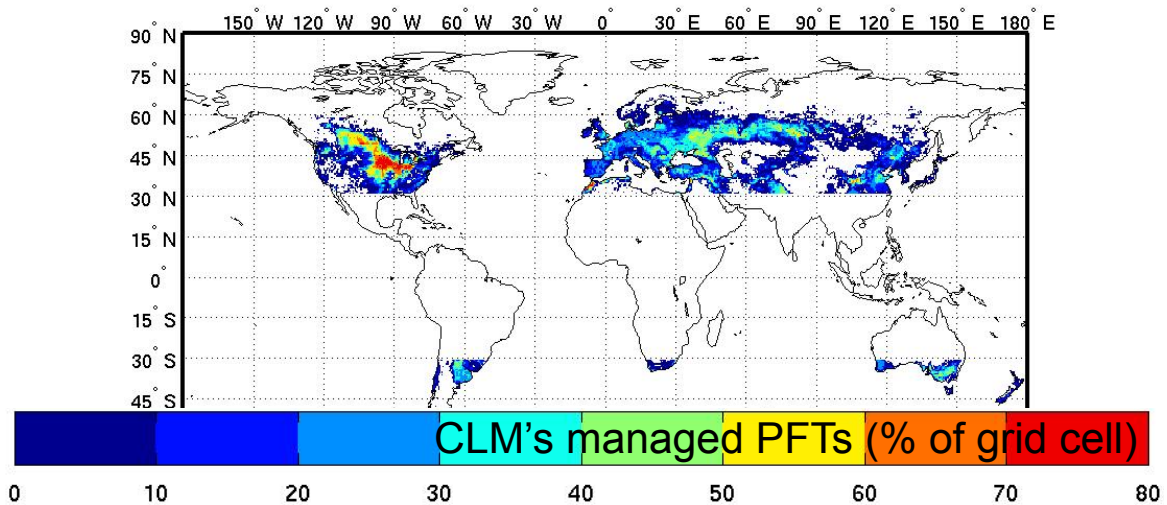 150° W 120° W 90° W 60° W 30° W 0° 30° E 60° E 90° E 120° E 150° E 180° E
90° N
75° N
60° N
45° N
30° N
15° N
0°
15° S
30° S
45° S
CLM's managed PFTs (% of grid cell)
0 10 20 30 40 50 60 70 80